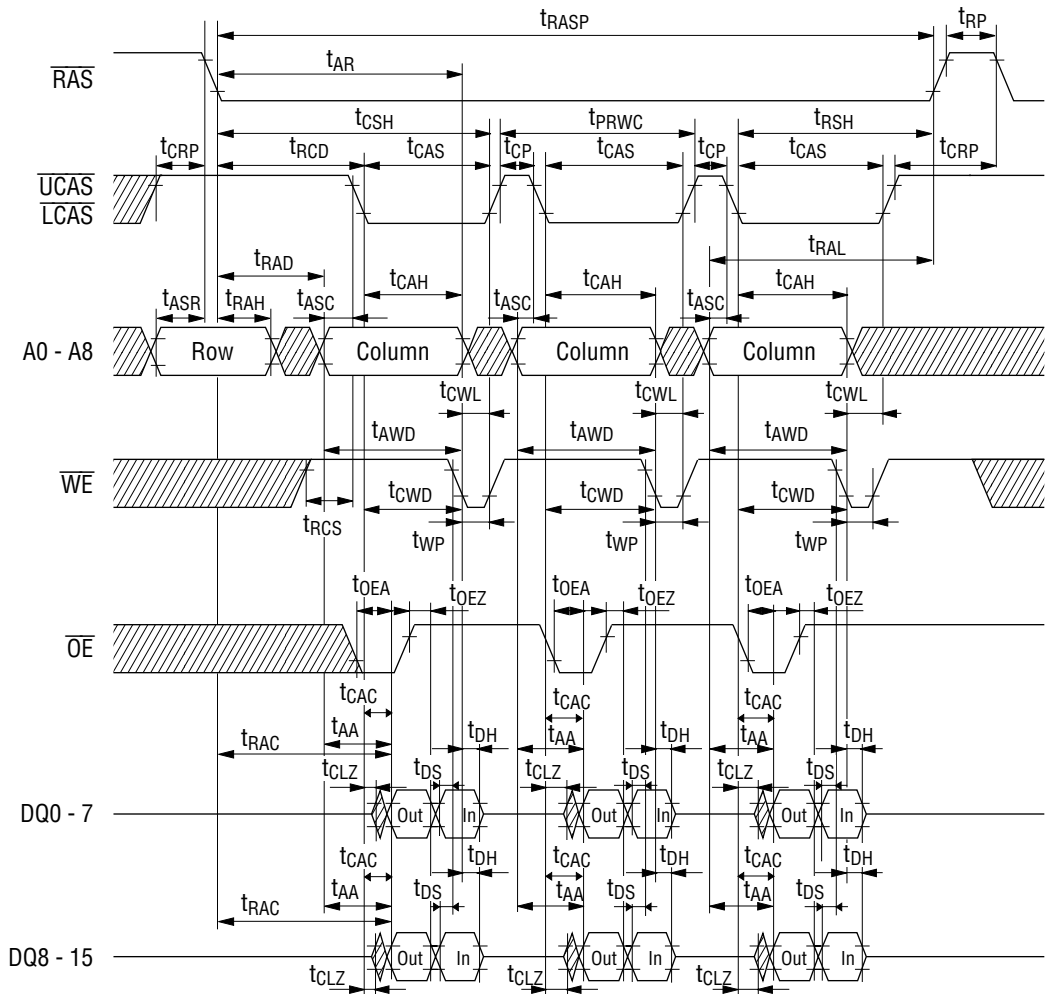 tRASP tRP
tAR
RAS
tCSH tPRWC tRSH
tCRP tRCD tCAS tCP tCAS tCP tCAS tCRP
UCAS
LCAS
tRAL
tRAD
tCAH tCAH tCAH
tASR tRAH tASC tASC tASC
A0 - A8 Row Column Column Column
tCWL tCWL tCWL
tAWD tAWD tAWD
WE
tCWD tCWD tCWD
tRCS tWP tWP tWP
tOEA tOEZ tOEA tOEZ tOEA tOEZ
OE
tCAC tCAC tCAC
tRAC tAA tDH tAA tDH tAA tDH
tCLZ tDS tCLZ tDS tCLZ tDS
DQ0 - 7 Out In Out In Out In
tCAC tDH tCAC tDH tCAC tDH
tRAC tAA tDS tAA tDS tAA tDS
DQ8 - 15 Out In Out In Out In
tCLZ tCLZ tCLZ